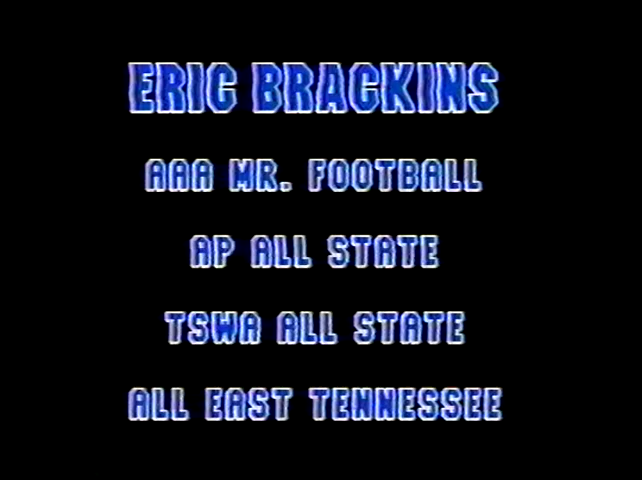 ERIC BRACKINS
AAA MR. FOOTBALL
AP ALL STATE
TSWA ALL STATE
ALL EAST TENNESSEE